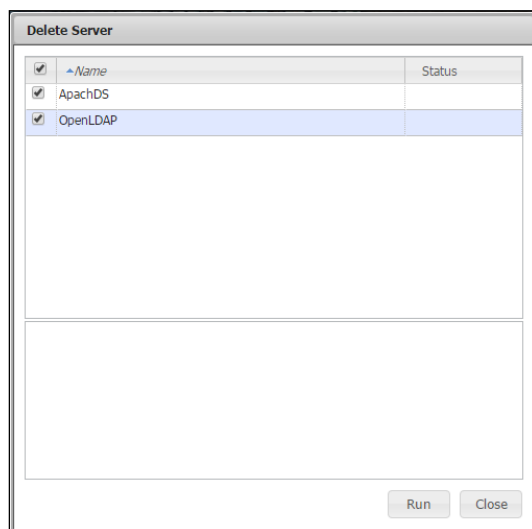 Delete Server
Name Status
ApachDS
OpenLDAP
Run Close